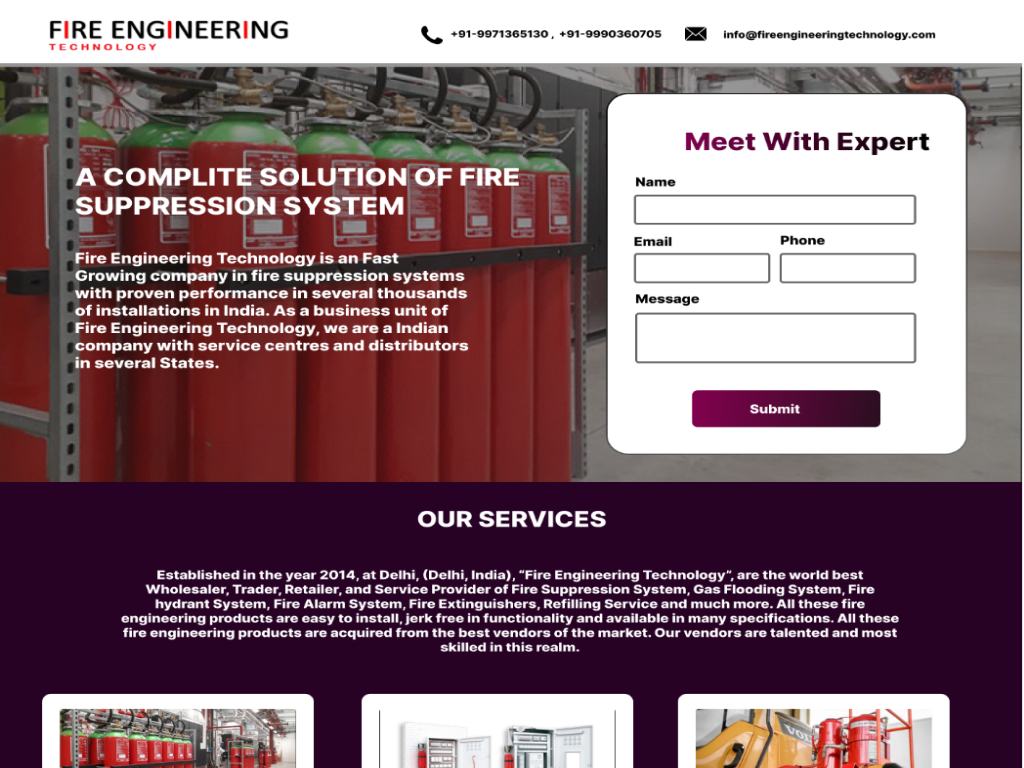 FIRE ENGINEERING
TECHNOLOGY
+91-9971365130 , +91-9990360705
info@fireengineeringtechnology.com
A COMPLITE SOLUTION OF FIRE
SUPPRESSION SYSTEM
Fire Engineering Technology is an Fast
Growing company in fire suppression systems
with proven performance in several thousands
of installations in India. As a business unit of
Fire Engineering Technology, we are a Indian
company with service centres and distributors
in several States.
Meet With Expert
Name
Email
Phone
Message
Submit
OUR SERVICES
Established in the year 2014, at Delhi, (Delhi, India), “Fire Engineering Technology”, are the world best
Wholesaler, Trader, Retailer, and Service Provider of Fire Suppression System, Gas Flooding System, Fire
hydrant System, Fire Alarm System, Fire Extinguishers, Refilling Service and much more. All these fire
engineering products are easy to install, jerk free in functionality and available in many specifications. All these
fire engineering products are acquired from the best vendors of the market. Our vendors are talented and most
skilled in this realm.